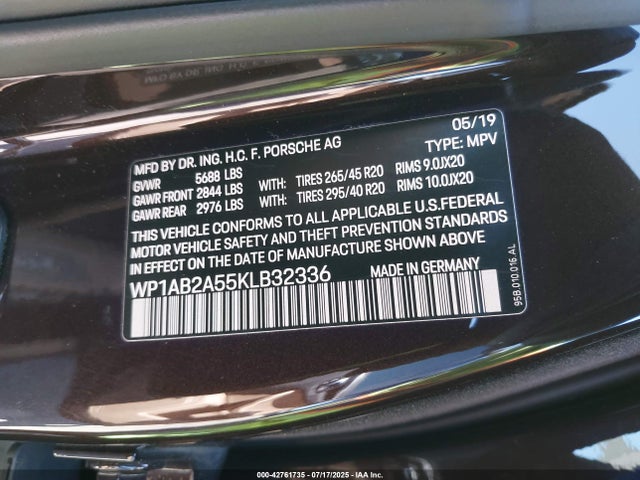 05/19
MFD BY DR. ING. H.C. F. PORSCHE AG TYPE: MPV
GVWR 5688 LBS
GAWR FRONT 2844 LBS WITH: TIRES 265/45 R20 RIMS 9.0JX20
GAWR REAR 2976 LBS WITH: TIRES 295/40 R20 RIMS 10.0JX20
THIS VEHICLE CONFORMS TO ALL APPLICABLE U.S.FEDERAL
MOTOR VEHICLE SAFETY AND THEFT PREVENTION STANDARDS
IN EFFECT ON THE DATE OF MANUFACTURE SHOWN ABOVE
WP1AB2A55KLB32336 MADE IN GERMANY
95B.010.016.AL
000-42761735 - 07/17/2025 - IAA Inc.